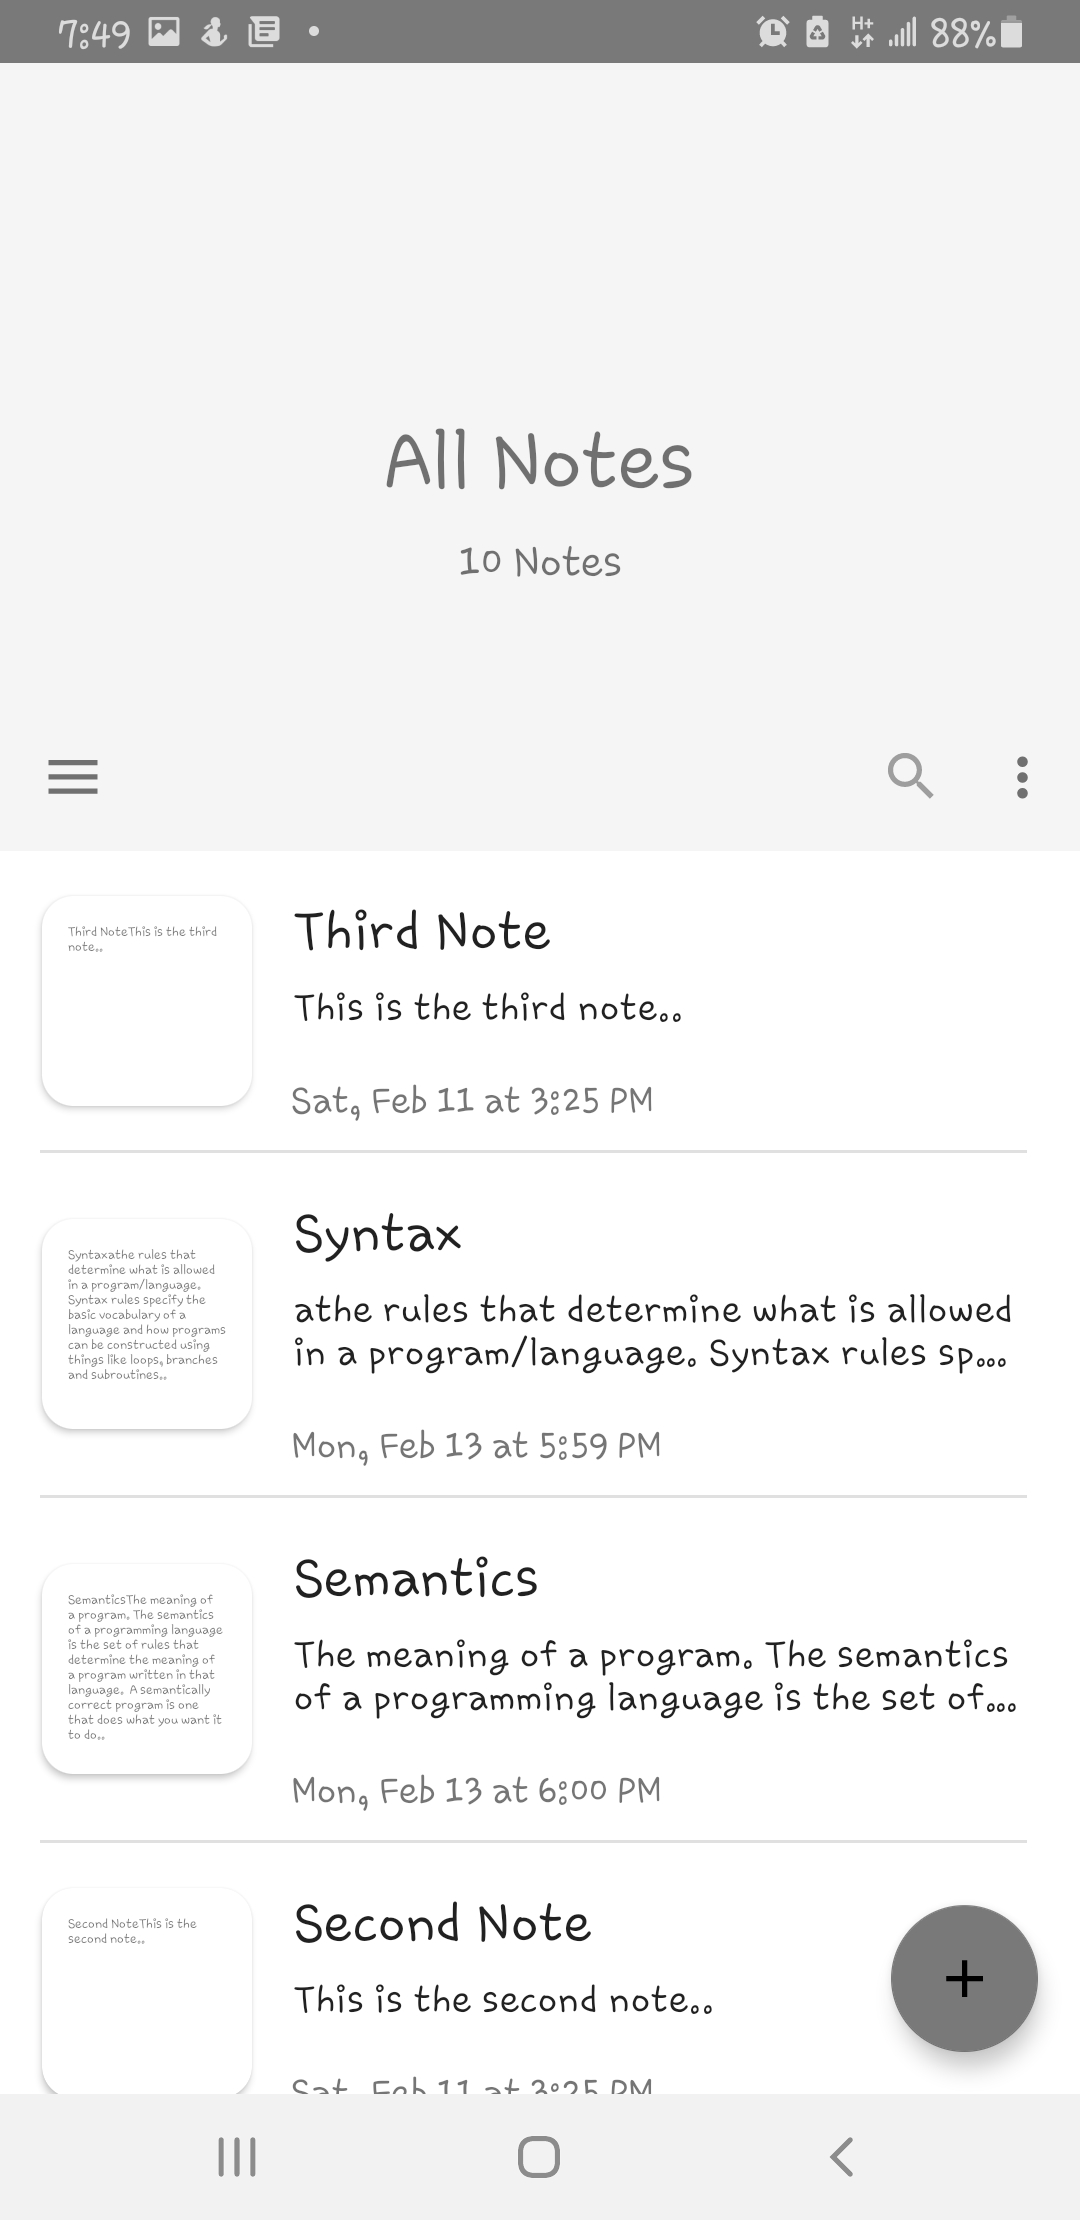 7:49 H+ 88%
All Notes
10 Notes
Third NoteThis is the third
note..
Third Note
This is the third note..
Sat, Feb 11 at 3:25 PM
Syntaxathe rules that
determine what is allowed
in a program/language.
Syntax rules specify the
basic vocabulary of a
language and how programs
can be constructed using
things like loops, branches
and subroutines..
Syntax
athe rules that determine what is allowed
in a program/language. Syntax rules sp...
Mon, Feb 13 at 5:59 PM
SemanticsThe meaning of
a program. The semantics
of a programming language
is the set of rules that
determine the meaning of
a program written in that
language. A semantically
correct program is one
that does what you want it
to do..
Semantics
The meaning of a program. The semantics
of a programming language is the set of...
Mon, Feb 13 at 6:00 PM
Second NoteThis is the
second note..
Second Note
This is the second note..
Sat, Feb 11 at 3:25 PM